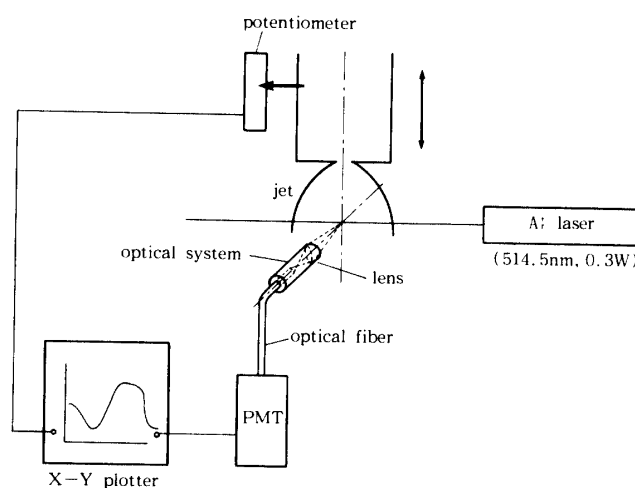 potentiometer
jet
optical system
lens
laser
(514.5nm, 0.3W)
optical fiber
PMT
X-Y plotter